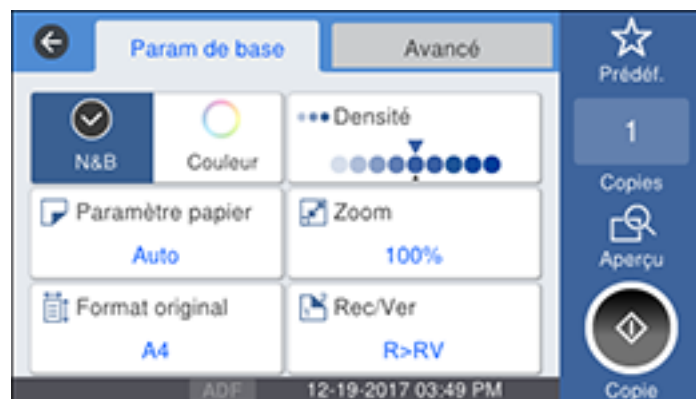 Param de base
Avancé
Prédéf.
N&B
Couleur
Densité
1
Copies
Paramètre papier
Auto
Zoom
100%
Aperçu
Format original
A4
Rec/Ver
R>RV
ADF
12-19-2017 03:49 PM
Copie